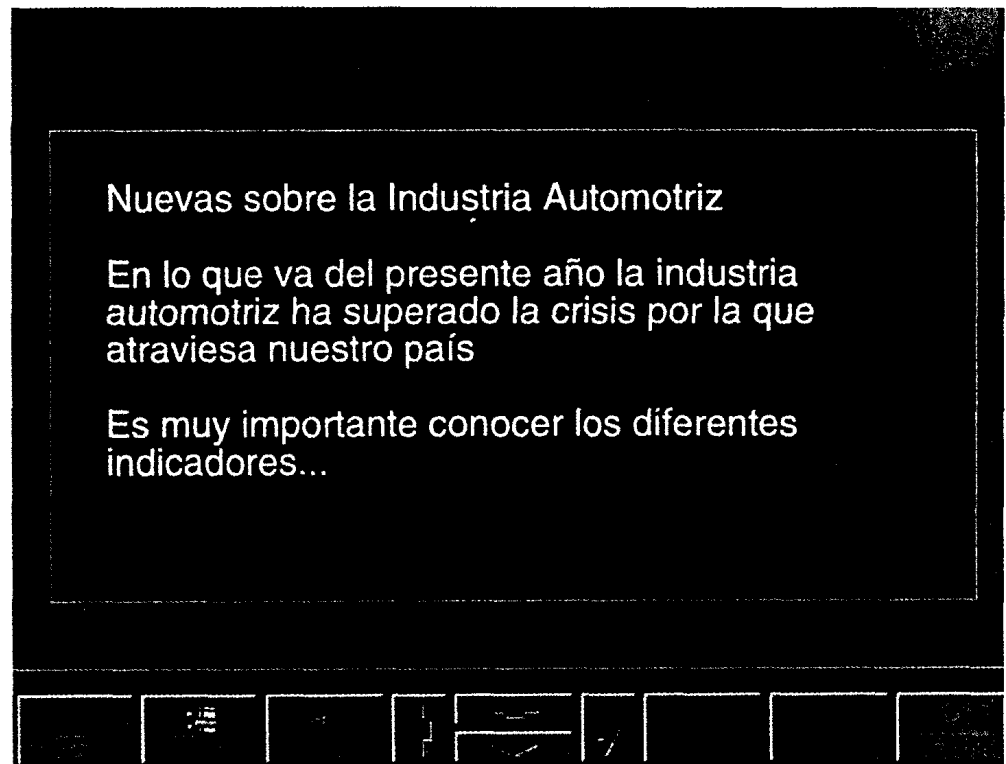 Nuevas sobre la Industria Automotriz
En lo que va del presente año la industria
automotriz ha superado la crisis por la que
atraviesa nuestro país
Es muy importante conocer los diferentes
indicadores...